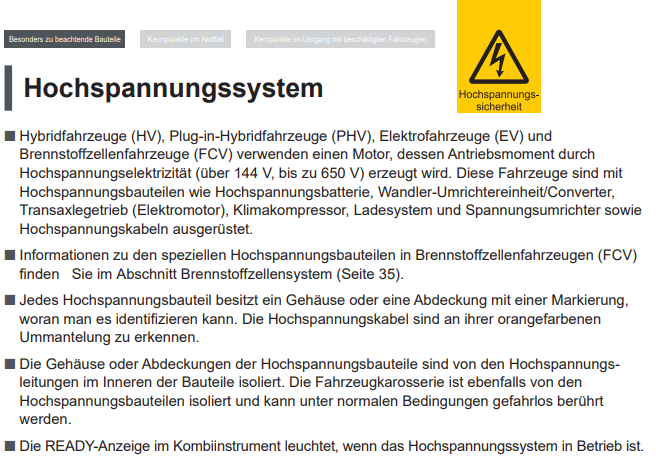 Besonders zu beachtende Bauteile
Kernpunkte im Notfall
Kernpunkte im Umgang mit beschädigten Fahrzeugen
Hochspannungs-
sicherheit
Hochspannungssystem
Hybridfahrzeuge (HV), Plug-in-Hybridfahrzeuge (PHV), Elektrofahrzeuge (EV) und
Brennstoffzellenfahrzeuge (FCV) verwenden einen Motor, dessen Antriebsmoment durch
Hochspannungselektrizität (über 144 V, bis zu 650 V) erzeugt wird. Diese Fahrzeuge sind mit
Hochspannungsbauteilen wie Hochspannungsbatterie, Wandler-Umrichtereinheit/Converter,
Transaxlegetrieb (Elektromotor), Klimakompressor, Ladesystem und Spannungsumrichter sowie
Hochspannungskabeln ausgerüstet.
Informationen zu den speziellen Hochspannungsbauteilen in Brennstoffzellenfahrzeugen (FCV)
finden Sie im Abschnitt Brennstoffzellensystem (Seite 35).
Jedes Hochspannungsbauteil besitzt ein Gehäuse oder eine Abdeckung mit einer Markierung,
woran man es identifizieren kann. Die Hochspannungskabel sind an ihrer orangefarbenen
Ummantelung zu erkennen.
Die Gehäuse oder Abdeckungen der Hochspannungsbauteile sind von den Hochspannungs-
leitungen im Inneren der Bauteile isoliert. Die Fahrzeugkarosserie ist ebenfalls von den
Hochspannungsbauteilen isoliert und kann unter normalen Bedingungen gefahrlos berührt
werden.
Die READY-Anzeige im Kombiinstrument leuchtet, wenn das Hochspannungssystem in Betrieb ist.